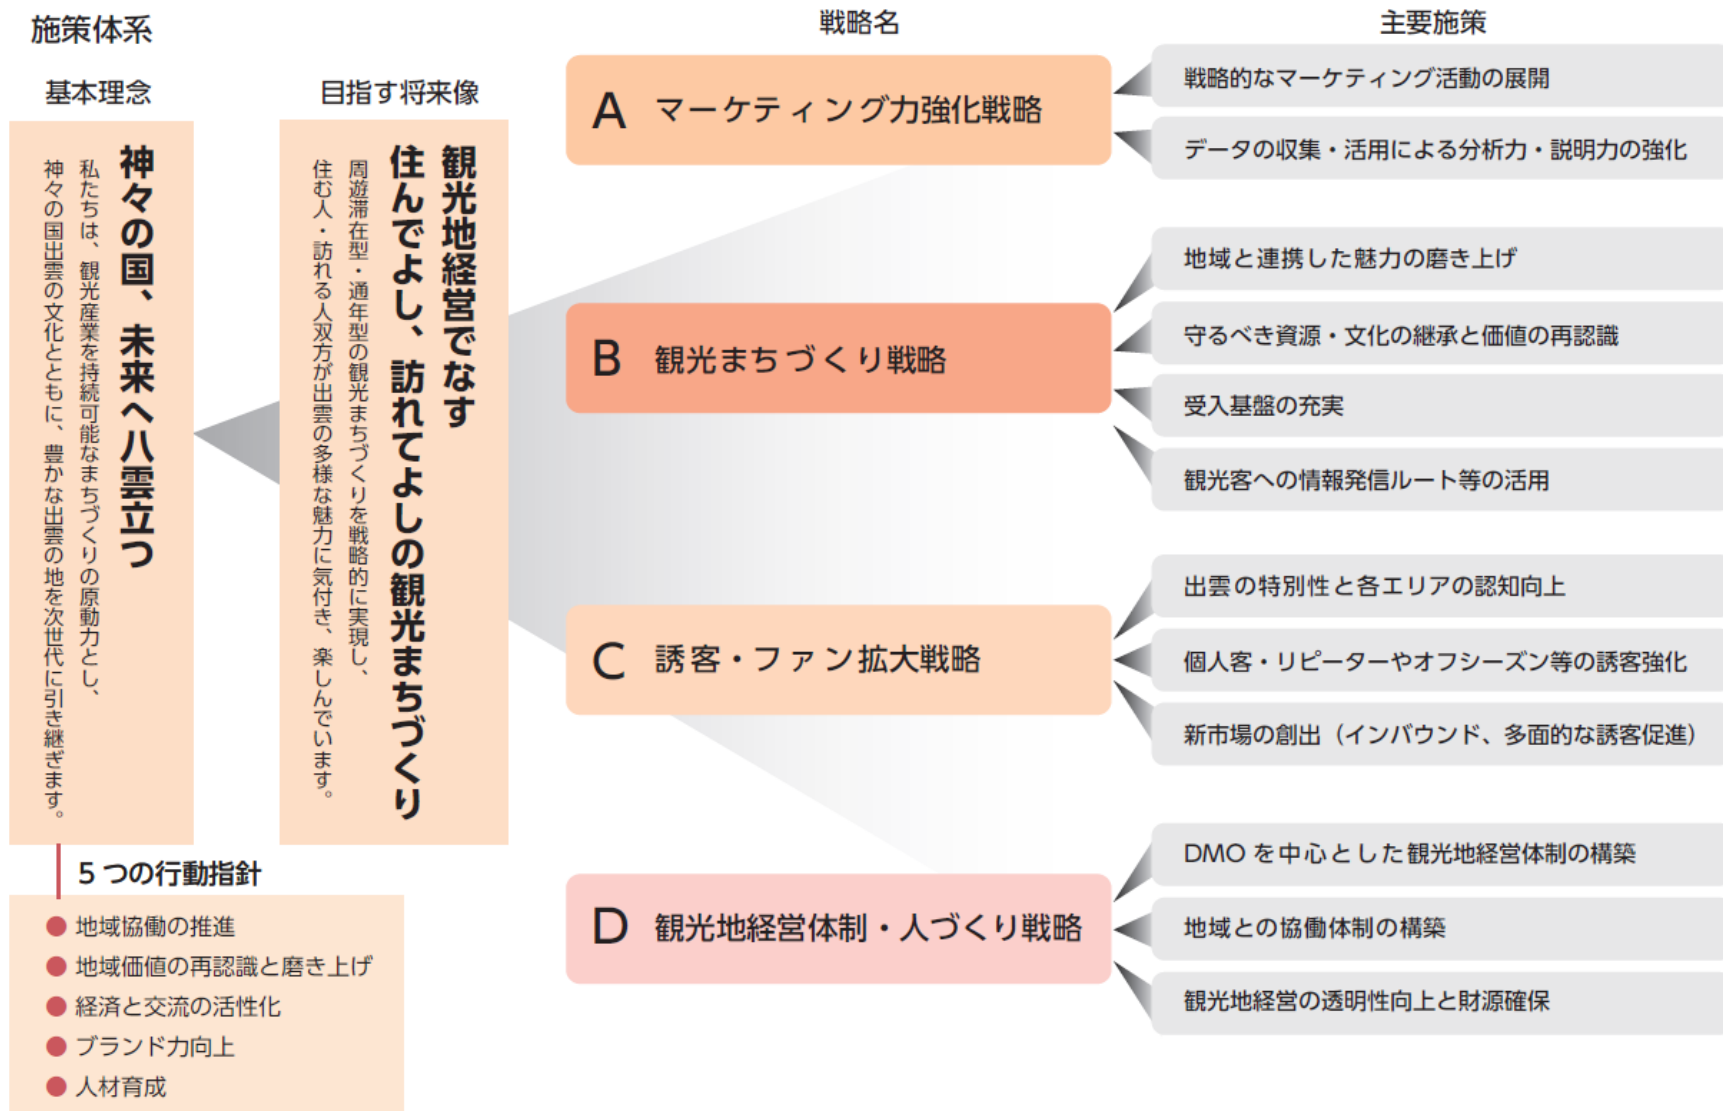 施策体系
基本理念
神々の国、未来へ八雲立つ
私たちは、観光産業を持続可能なまちづくりの原動力とし、
神々の国出雲の文化とともに、豊かな出雲の地を次世代に引き継ぎます。
5つの行動指針
● 地域協働の推進
● 地域価値の再認識と磨き上げ
● 経済と交流の活性化
● ブランド力向上
● 人材育成
目指す将来像
観光地経営でなす
住んでよし、訪れてよしの観光まちづくり
周遊滞在型・通年型の観光まちづくりを戦略的に実現し、
住む人・訪れる人双方が出雲の多様な魅力に気付き、楽しんでいます。
戦略名
主要施策
A マーケティング力強化戦略
戦略的なマーケティング活動の展開
データの収集・活用による分析力・説明力の強化
B 観光まちづくり戦略
地域と連携した魅力の磨き上げ
守るべき資源・文化の継承と価値の再認識
受入基盤の充実
観光客への情報発信ルート等の活用
C 誘客・ファン拡大戦略
出雲の特別性と各エリアの認知向上
個人客・リピーターやオフシーズン等の誘客強化
新市場の創出（インバウンド、多面的な誘客促進）
D 観光地経営体制・人づくり戦略
DMOを中心とした観光地経営体制の構築
地域との協働体制の構築
観光地経営の透明性向上と財源確保